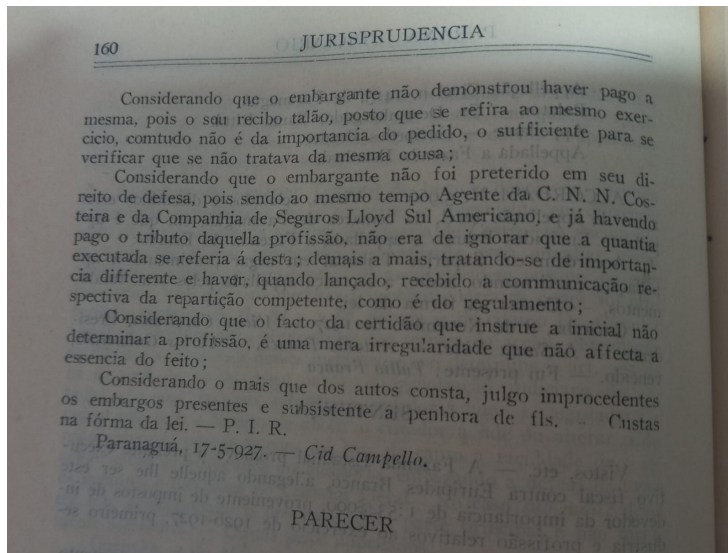 160
JURISPRUDENCIA
Considerando que o embargante não demonstrou haver pago a
mesma, pois o sau recibo talão, posto que se refira ao mesmo exer-
cicio, comtudo não é da importancia do pedido, o sufficiente para se
verificar que se não tratava da mesma cousa;
Considerando que o embargante não foi preterido em seu di-
reito de defesa, pois sendo ao mesmo tempo Agente da C. N. N. Cos-
teira e da Companhia de Seguros Lloyd Sul Americano, e já havendo
pago o tributo daquella profissão, não era de ignorar que a quantia
executada se referia á desta; demais a mais, tratando-se de importan-
cia differente e haver, quando lançado, recebido a communicação re-
spectiva da repartição competente, como é do regulamento;
Considerando que o facto da certidão que instrue a inicial não
determinar a profissão, é uma mera irregularidade que não affecta a
essencia do feito;
Considerando o mais que dos autos consta, julgo improcedentes
os embargos presentes e subsistente a penhora de fls. - Custas
na fórma da lei. — P. I. R.
Paranaguá, 17-5-927. — Cid Campello.
PARECER